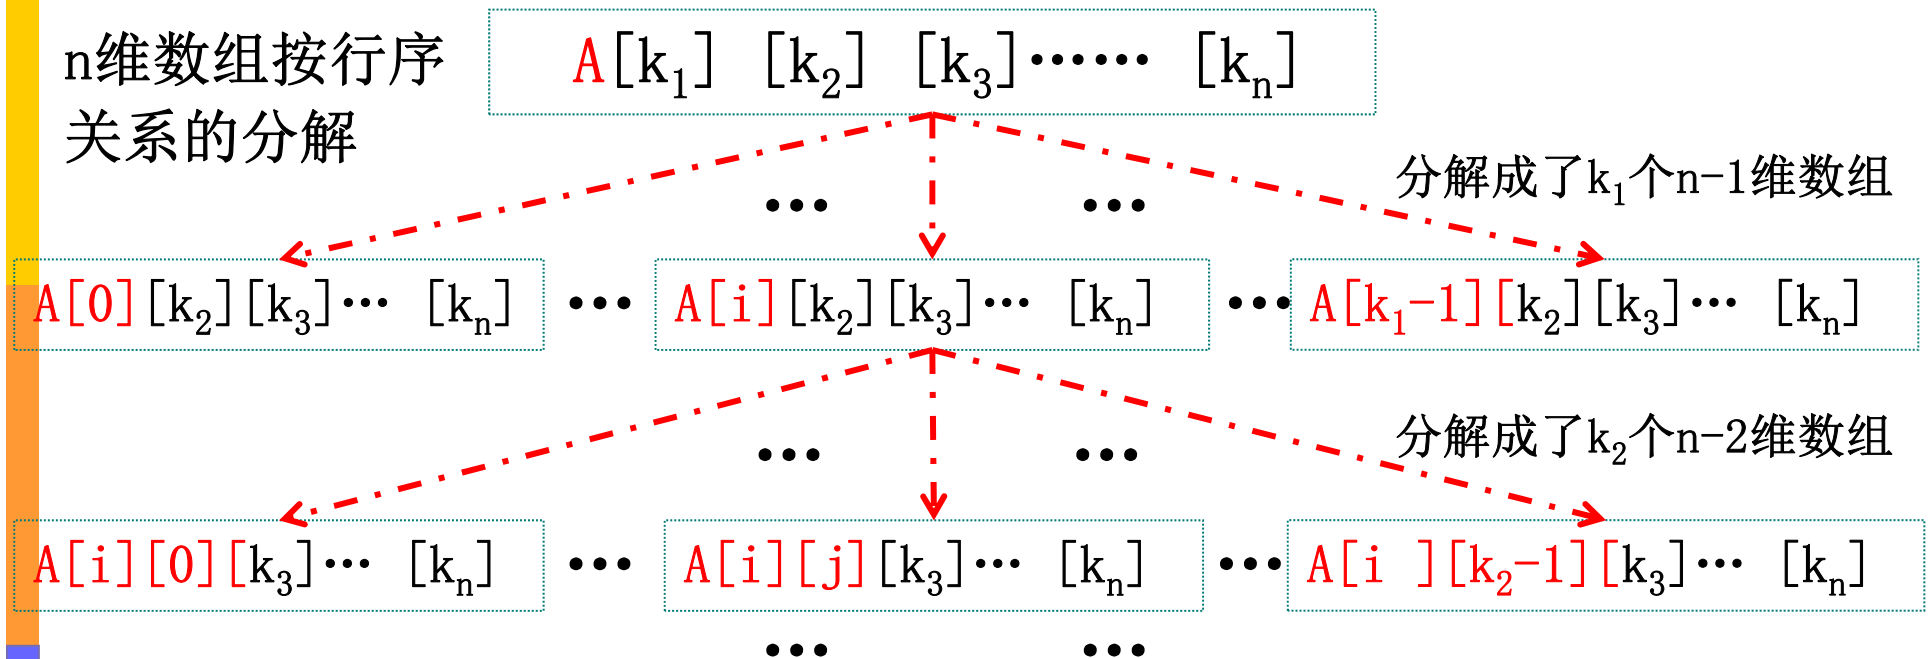 n维数组按行序
关系的分解
A[k₁] [k₂] [k₃]…… [kₙ]
分解成了k₁个n-1维数组
… …
A[0][k₂][k₃]… [kₙ] … A[i][k₂][k₃]… [kₙ] … A[k₁-1][k₂][k₃]… [kₙ]
分解成了k₂个n-2维数组
… …
A[i][0][k₃]… [kₙ] … A[i][j][k₃]… [kₙ] … A[i ][k₂-1][k₃]… [kₙ]
… …